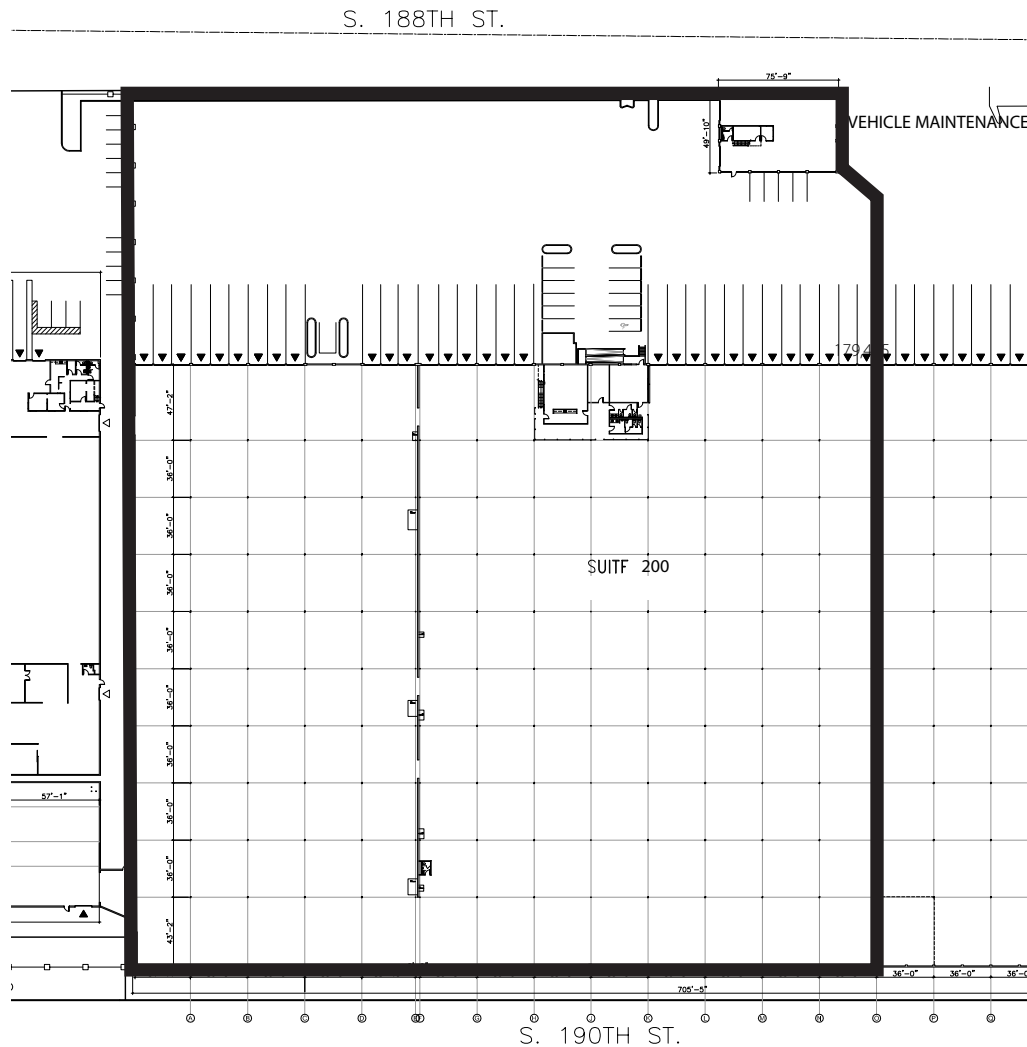 S. 188TH ST.
75'-9"
VEHICLE MAINTENANCE
49'-10"
47'-2"
36'-0"
36'-0"
36'-0"
36'-0"
36'-0"
36'-0"
36'-0"
36'-0"
43'-2"
SUITF 200
57'-1"
36'-0"
36'-0"
36'-0
705'-5"
A
B
C
D
G
H
J
K
L
M
N
O
P
Q
S. 190TH ST.